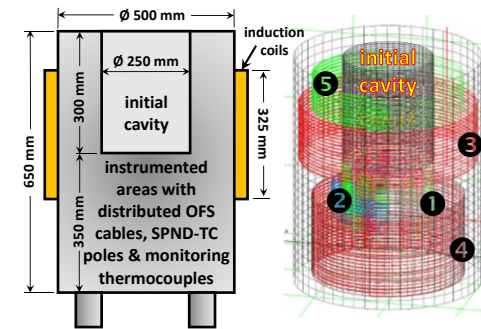 Ø 500 mm
induction
coils
Ø 250 mm
initial
cavity
300 mm
650 mm
325 mm
350 mm
instrumented
areas with
distributed OFS
cables, SPND-TC
poles & monitoring
thermocouples
initial
cavity
5
3
2
1
4